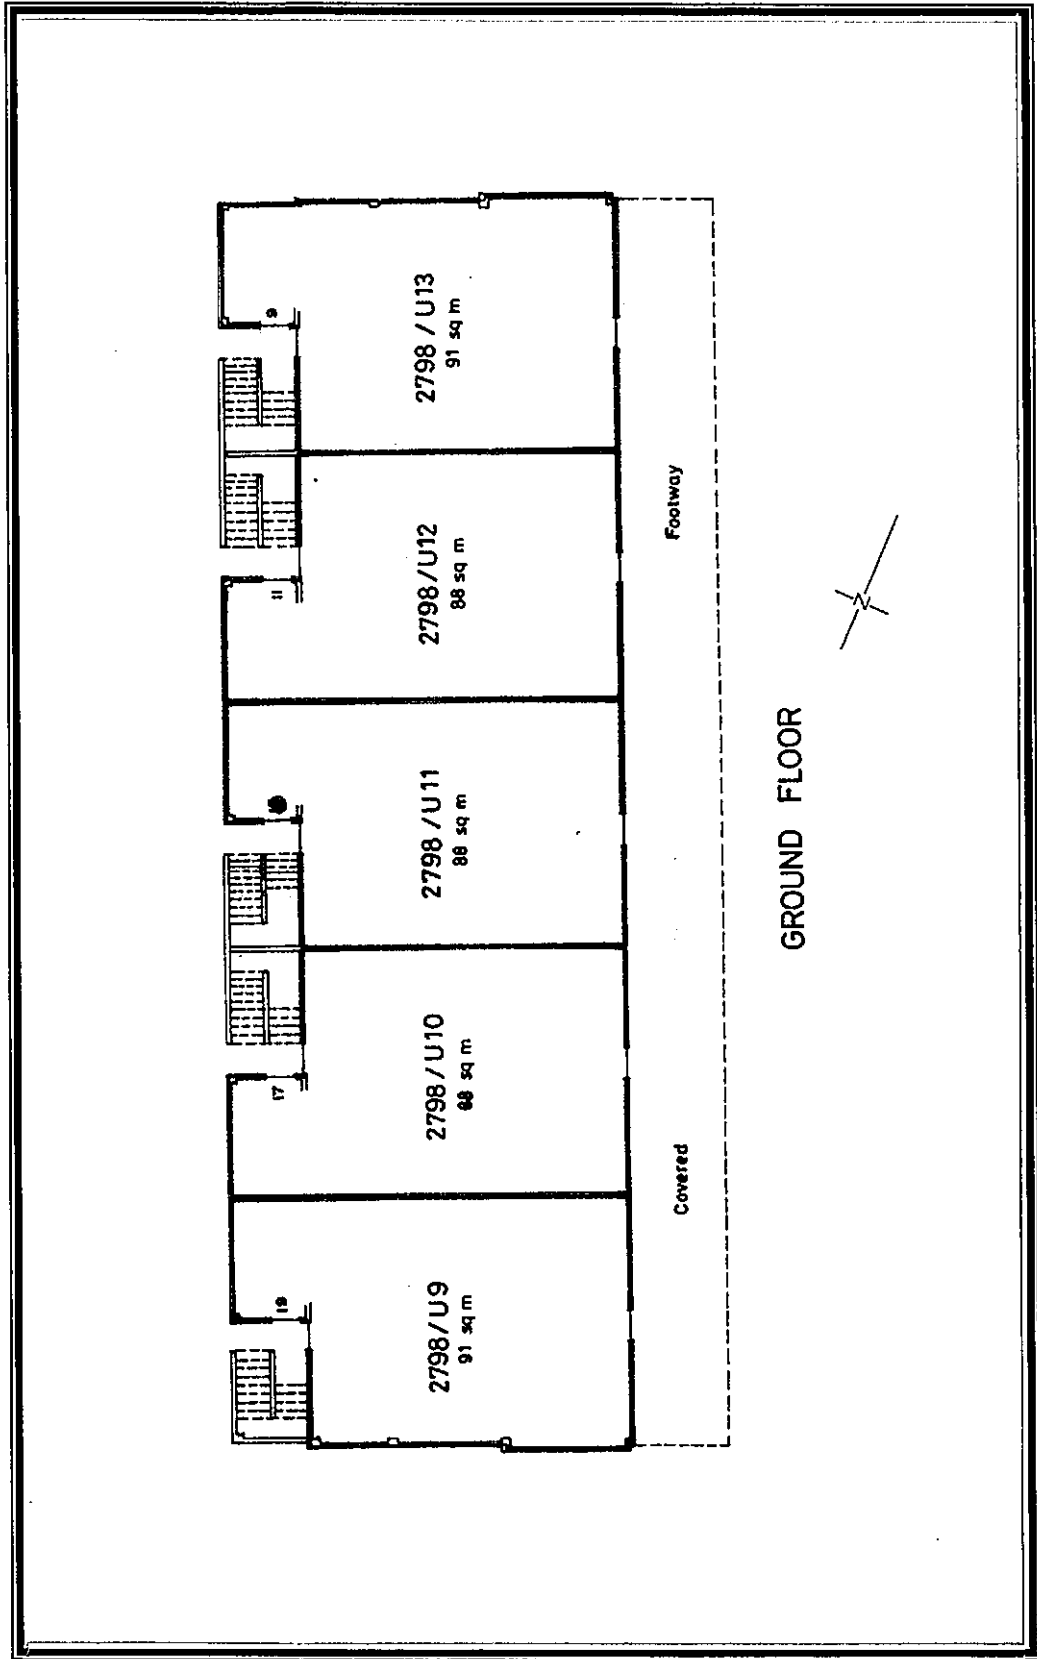 19
17
11
9
2798/U9
91 sq m
2798/U10
88 sq m
2798/U11
88 sq m
2798/U12
88 sq m
2798/U13
91 sq m
Covered
Footway
GROUND FLOOR
N